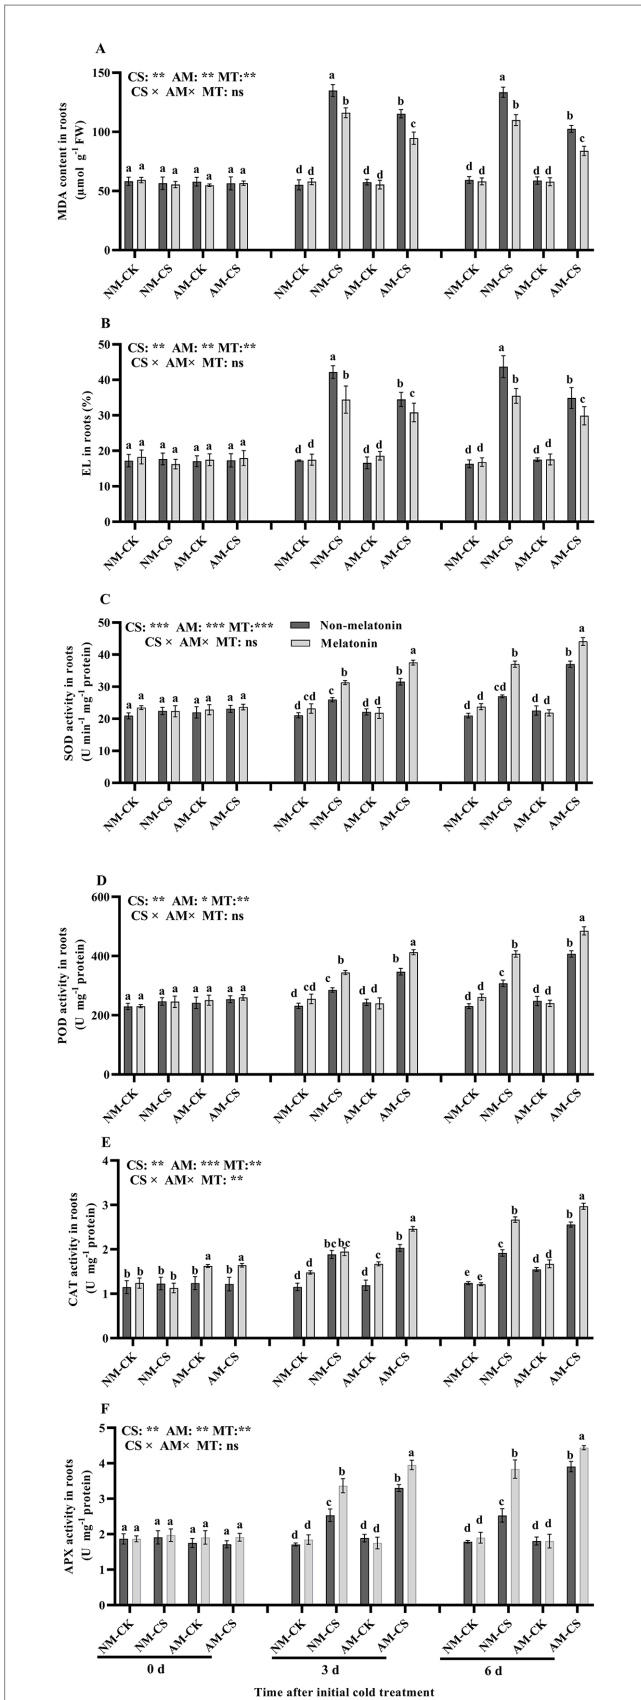 A
CS: ** AM: ** MT:**
CS × AM× MT: ns
MDA content in roots
(µmol g-1 FW)
150
100
50
0
a a a a a a a a
d d a b d d b c
d d a b d d b c
NM-CK NM-CS AM-CK AM-CS NM-CK NM-CS AM-CK AM-CS NM-CK NM-CS AM-CK AM-CS
B
CS: ** AM: ** MT:**
CS × AM× MT: ns
EL in roots (%)
50
40
30
20
10
0
a a a a a a a a
d d a b d d b c
d d a b d d b c
NM-CK NM-CS AM-CK AM-CS NM-CK NM-CS AM-CK AM-CS NM-CK NM-CS AM-CK AM-CS
C
CS: *** AM: *** MT:***
CS × AM× MT: ns
Non-melatonin
Melatonin
SOD activity in roots
(U min-1 mg-1 protein)
50
40
30
20
10
0
a a a a a a a a
d cd c b d d b a
d d cd b d d b a
NM-CK NM-CS AM-CK AM-CS NM-CK NM-CS AM-CK AM-CS NM-CK NM-CS AM-CK AM-CS
D
CS: ** AM: * MT:**
CS × AM× MT: ns
POD activity in roots
(U mg-1 protein)
600
400
200
0
a a a a a a a a
d cd c b d d b a
d d c b d d b a
NM-CK NM-CS AM-CK AM-CS NM-CK NM-CS AM-CK AM-CS NM-CK NM-CS AM-CK AM-CS
E
CS: ** AM: *** MT:**
CS × AM× MT: **
CAT activity in roots
(U mg-1 protein)
4
3
2
1
0
b b b b b a b a
d d bc bc d c b a
e e c b d d b a
NM-CK NM-CS AM-CK AM-CS NM-CK NM-CS AM-CK AM-CS NM-CK NM-CS AM-CK AM-CS
F
CS: ** AM: ** MT:**
CS × AM× MT: ns
APX activity in roots
(U mg-1 protein)
5
4
3
2
1
0
a a a a a a a a
d d c b d d b a
d d c b d d b a
NM-CK NM-CS AM-CK AM-CS NM-CK NM-CS AM-CK AM-CS NM-CK NM-CS AM-CK AM-CS
0 d 3 d 6 d
Time after initial cold treatment